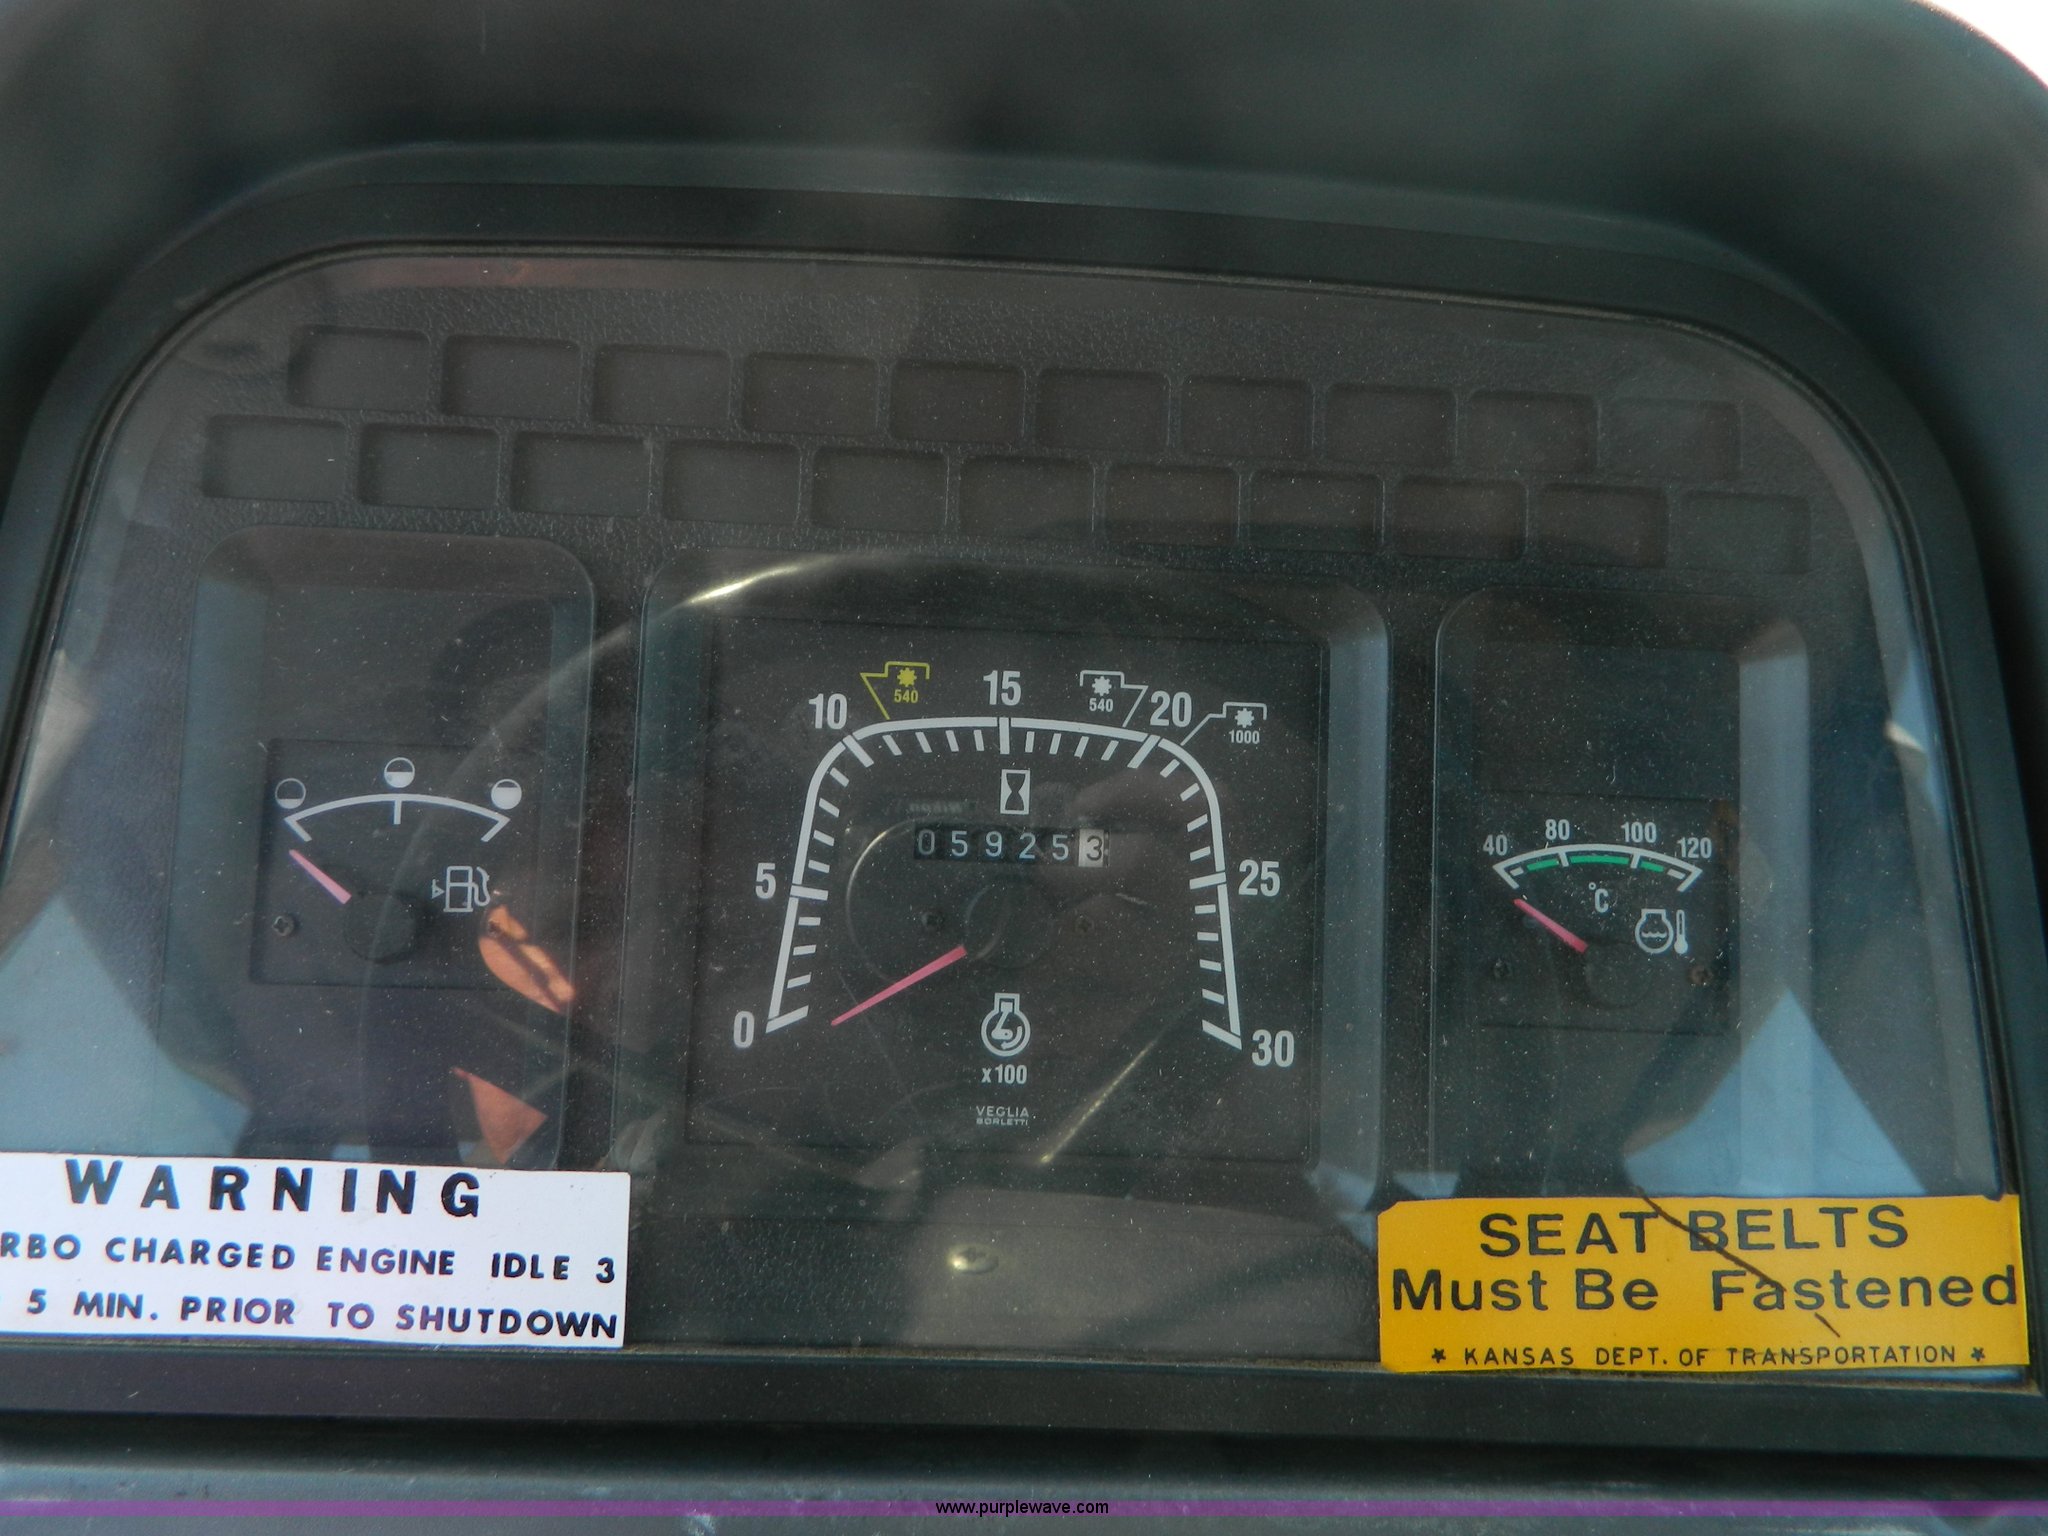 10
540
15
540
20
1000
5
059253
25
40
80
100
120
°C
0
30
x100
VEGLIA
BORLETTI
WARNING
RBO CHARGED ENGINE IDLE 3
5 MIN. PRIOR TO SHUTDOWN
SEAT BELTS
Must Be Fastened
★ KANSAS DEPT. OF TRANSPORTATION ★
www.purplewave.com